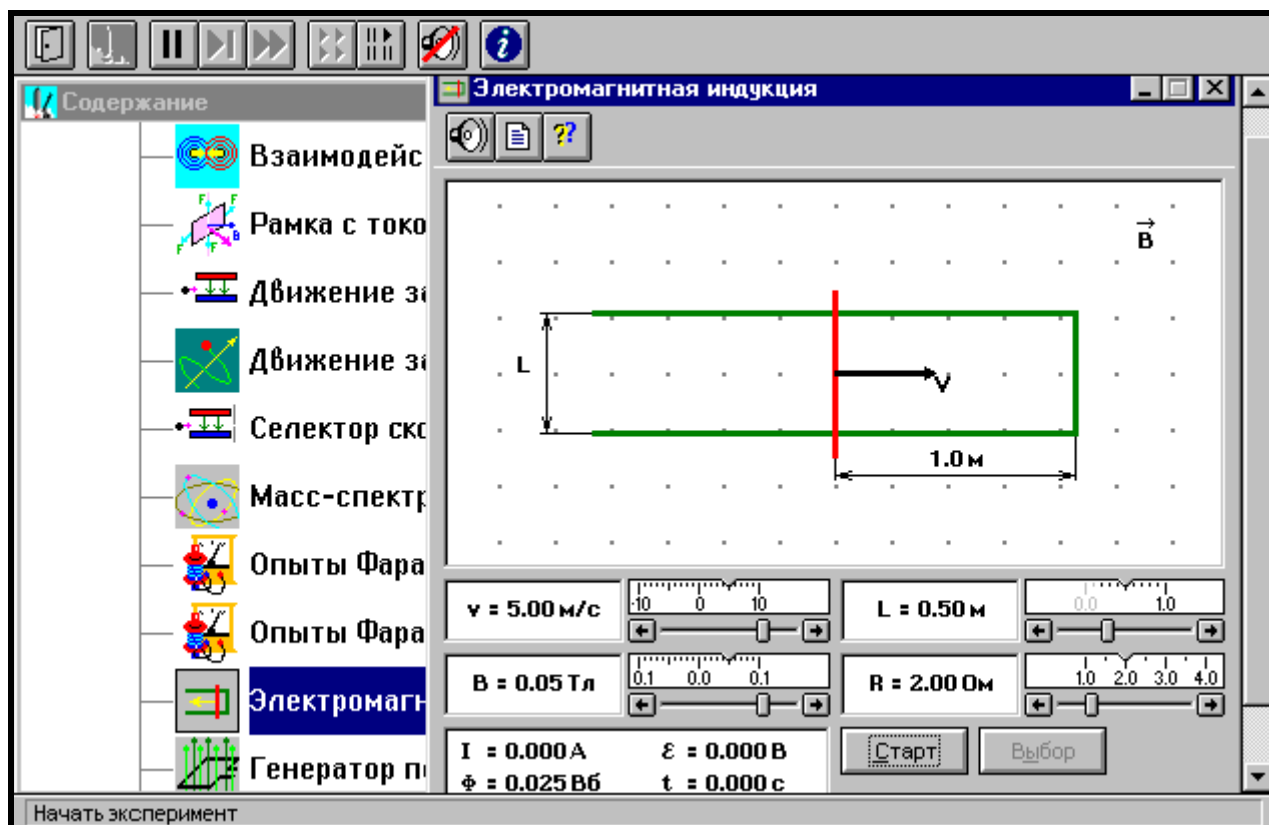 Содержание
Взаимодейс
Рамка с токо
Движение за
Движение за
Селектор ско
Масс-спектр
Опыты Фара
Опыты Фара
Электромагн
Генератор п
Электромагнитная индукция
B
L
V
1.0 м
v = 5.00 м/с
-10 0 10
L = 0.50 м
0.0 1.0
B = 0.05 Тл
0.1 0.0 0.1
R = 2.00 Ом
1.0 2.0 3.0 4.0
I = 0.000 А ℰ = 0.000 В
Φ = 0.025 Вб t = 0.000 с
Старт
Выбор
Начать эксперимент